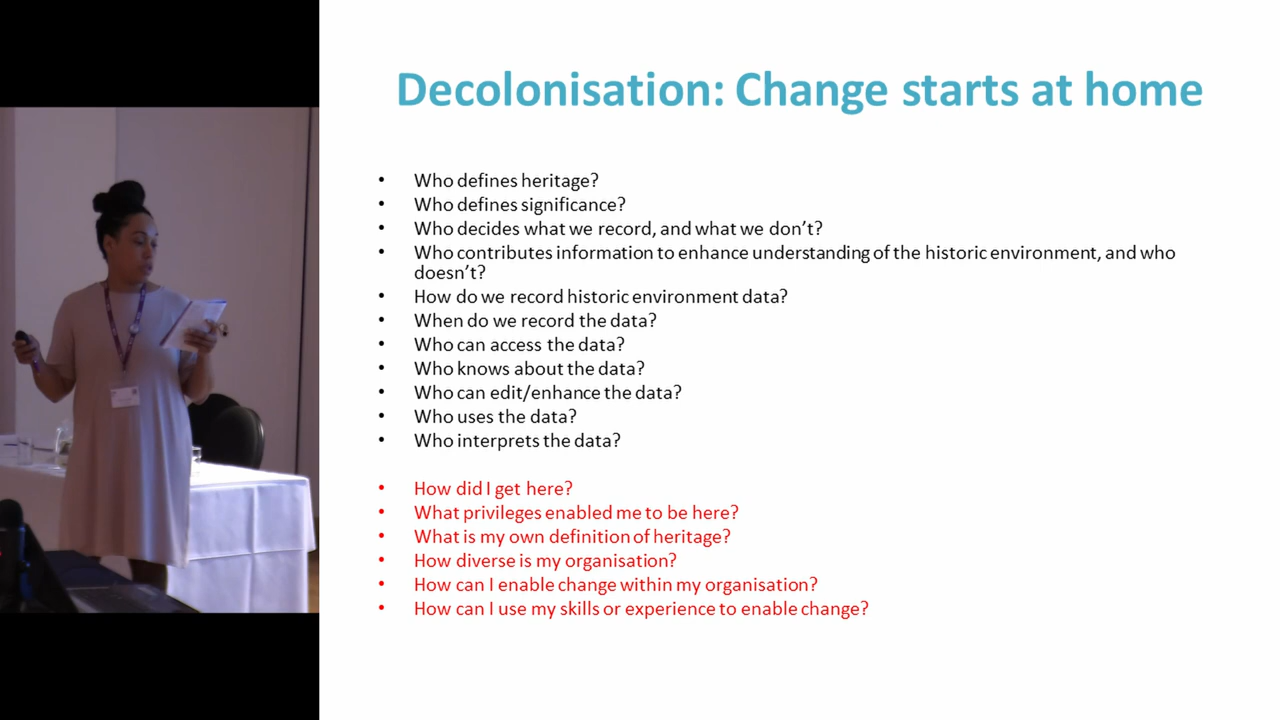 Decolonisation: Change starts at home
• Who defines heritage?
• Who defines significance?
• Who decides what we record, and what we don’t?
• Who contributes information to enhance understanding of the historic environment, and who
doesn’t?
• How do we record historic environment data?
• When do we record the data?
• Who can access the data?
• Who knows about the data?
• Who can edit/enhance the data?
• Who uses the data?
• Who interprets the data?
• How did I get here?
• What privileges enabled me to be here?
• What is my own definition of heritage?
• How diverse is my organisation?
• How can I enable change within my organisation?
• How can I use my skills or experience to enable change?